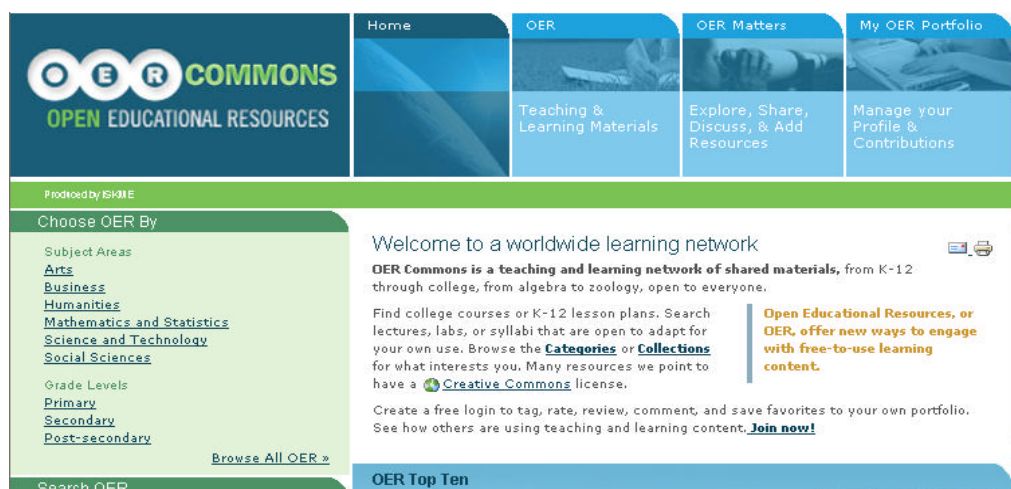 OER COMMONS
OPEN EDUCATIONAL RESOURCES
Home
OER
Teaching &
Learning Materials
OER Matters
Explore, Share,
Discuss, & Add
Resources
My OER Portfolio
Manage your
Profile &
Contributions
Produced by ISKME
Choose OER By
Subject Areas
Arts
Business
Humanities
Mathematics and Statistics
Science and Technology
Social Sciences
Grade Levels
Primary
Secondary
Post-secondary
Browse All OER »
Search OER
Welcome to a worldwide learning network
OER Commons is a teaching and learning network of shared materials, from K-12
through college, from algebra to zoology, open to everyone.
Find college courses or K-12 lesson plans. Search
lectures, labs, or syllabi that are open to adapt for
your own use. Browse the Categories or Collections
for what interests you. Many resources we point to
have a Creative Commons license.
Open Educational Resources, or
OER, offer new ways to engage
with free-to-use learning
content.
Create a free login to tag, rate, review, comment, and save favorites to your own portfolio.
See how others are using teaching and learning content. Join now!
OER Top Ten